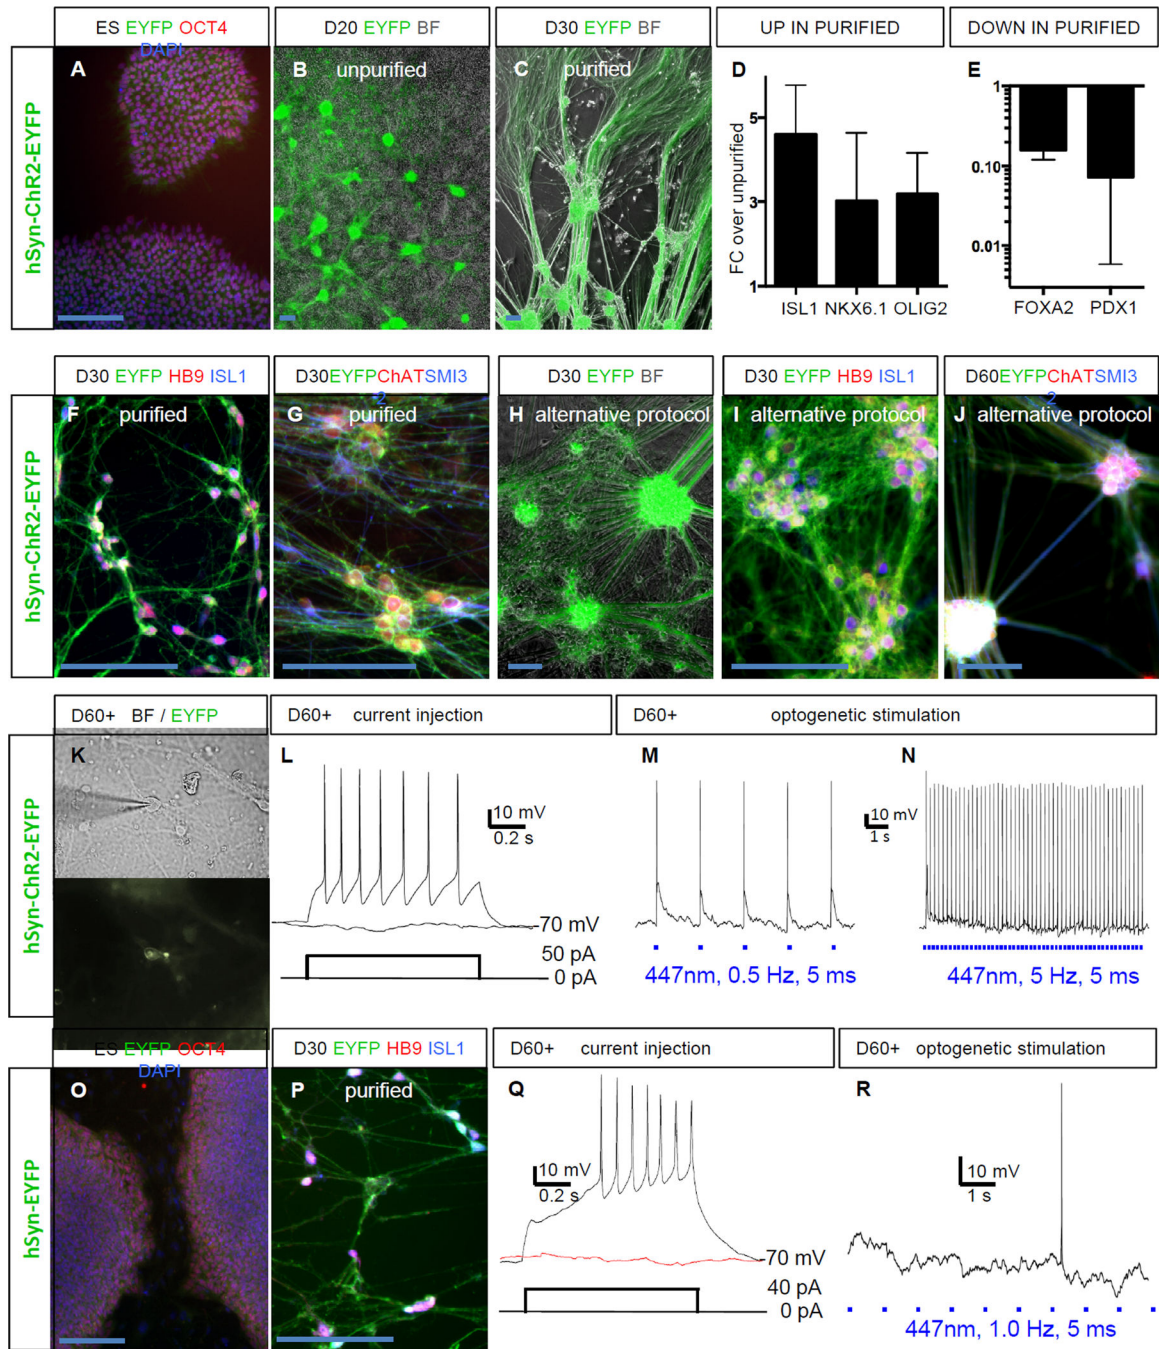 ES EYFP OCT4
DAPI
D20 EYFP BF
D30 EYFP BF
UP IN PURIFIED
DOWN IN PURIFIED
hSyn-ChR2-EYFP
A
B
unpurified
C
purified
D
FC over unpurified
5
3
1
ISL1
NKX6.1
OLIG2
E
1
0.10
0.01
FOXA2
PDX1
D30 EYFP HB9 ISL1
D30EYFPChATSMI3
2
D30 EYFP BF
D30 EYFP HB9 ISL1
D60EYFPChATSMI3
2
hSyn-ChR2-EYFP
F
purified
G
purified
H
alternative protocol
I
alternative protocol
J
alternative protocol
D60+ BF / EYFP
D60+ current injection
D60+ optogenetic stimulation
hSyn-ChR2-EYFP
K
L
10 mV
0.2 s
-70 mV
50 pA
0 pA
M
447nm, 0.5 Hz, 5 ms
N
10 mV
1 s
447nm, 5 Hz, 5 ms
ES EYFP OCT4
DAPI
D30 EYFP HB9 ISL1
D60+ current injection
D60+ optogenetic stimulation
hSyn-EYFP
O
P
purified
Q
10 mV
0.2 s
-70 mV
40 pA
0 pA
R
10 mV
1 s
447nm, 1.0 Hz, 5 ms